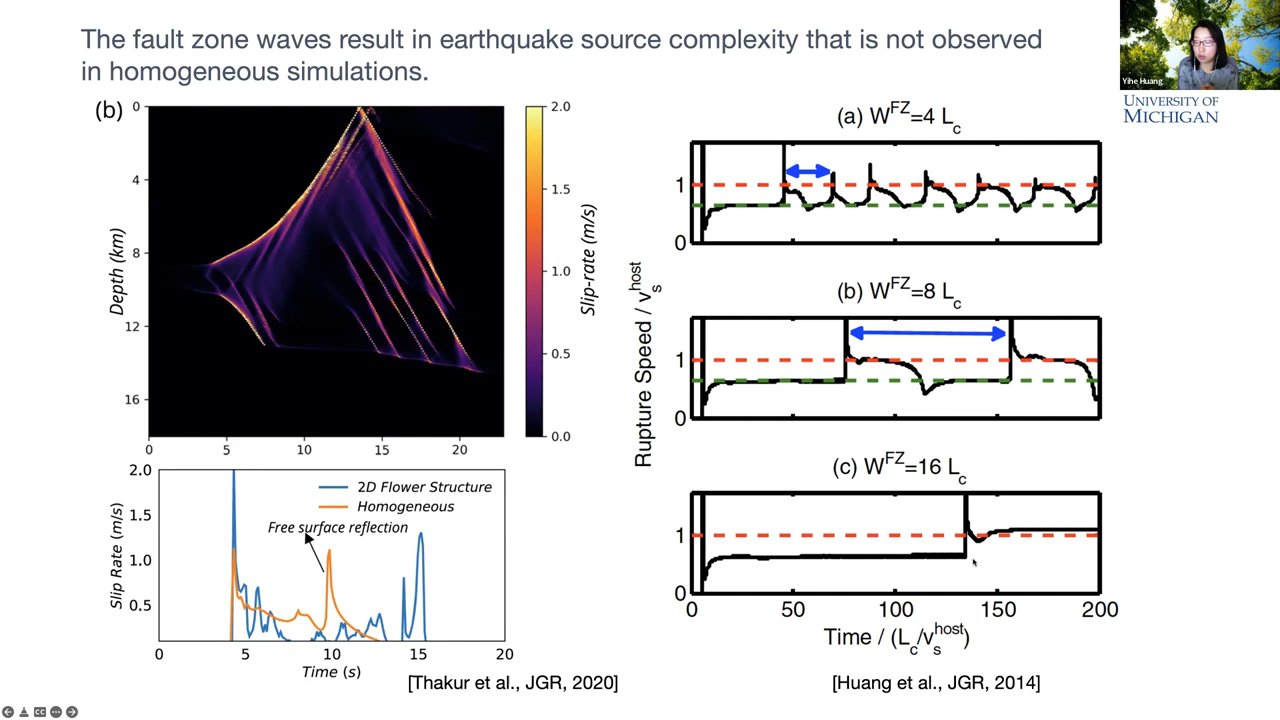 The fault zone waves result in earthquake source complexity that is not observed
in homogeneous simulations.
Yihe Huang
UNIVERSITY OF
MICHIGAN
(b)
0
4
8
12
16
Depth (km)
0 5 10 15 20
2.0
1.5
1.0
0.5
0.0
Slip-rate (m/s)
2.0
1.5
1.0
0.5
Slip Rate (m/s)
2D Flower Structure
Homogeneous
Free surface reflection
0 5 10 15 20
Time (s)
[Thakur et al., JGR, 2020]
Rupture Speed / v_s^host
(a) W^FZ=4 L_c
1
0
(b) W^FZ=8 L_c
1
0
(c) W^FZ=16 L_c
1
0
0 50 100 150 200
Time / (L_c/v_s^host)
[Huang et al., JGR, 2014]